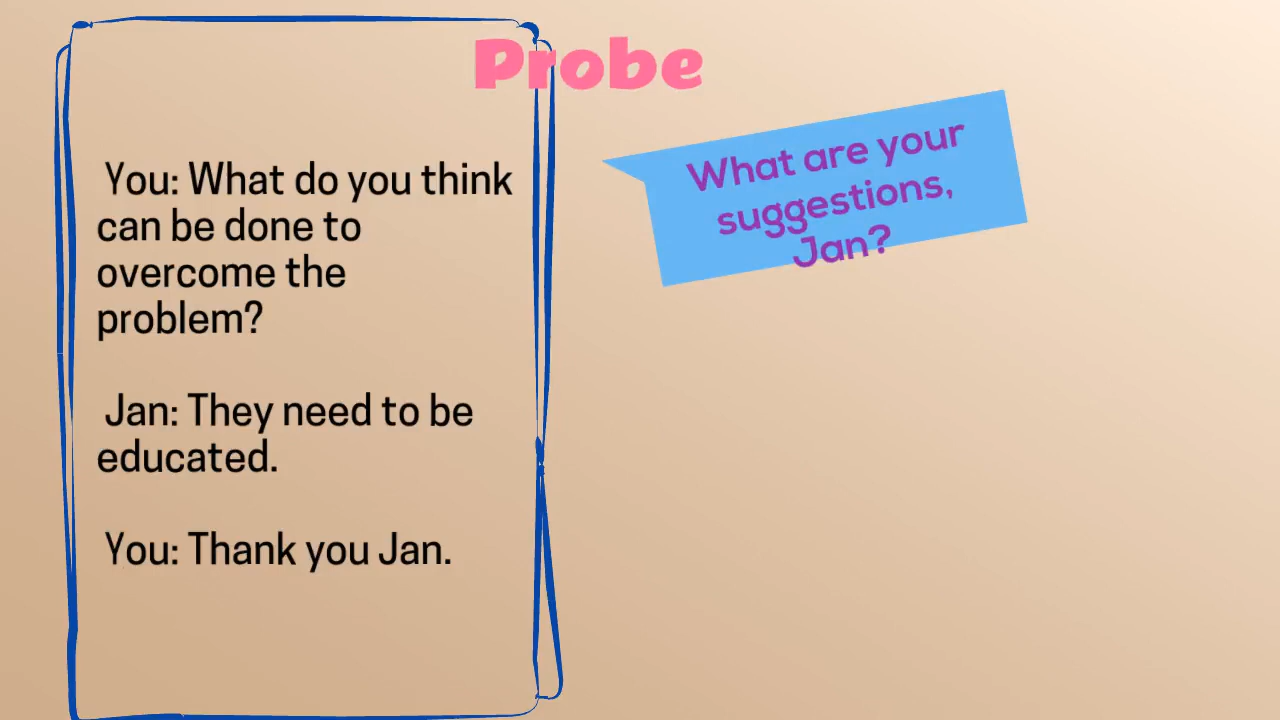 Probe
You: What do you think
can be done to
overcome the
problem?
Jan: They need to be
educated.
You: Thank you Jan.
What are your
suggestions,
Jan?